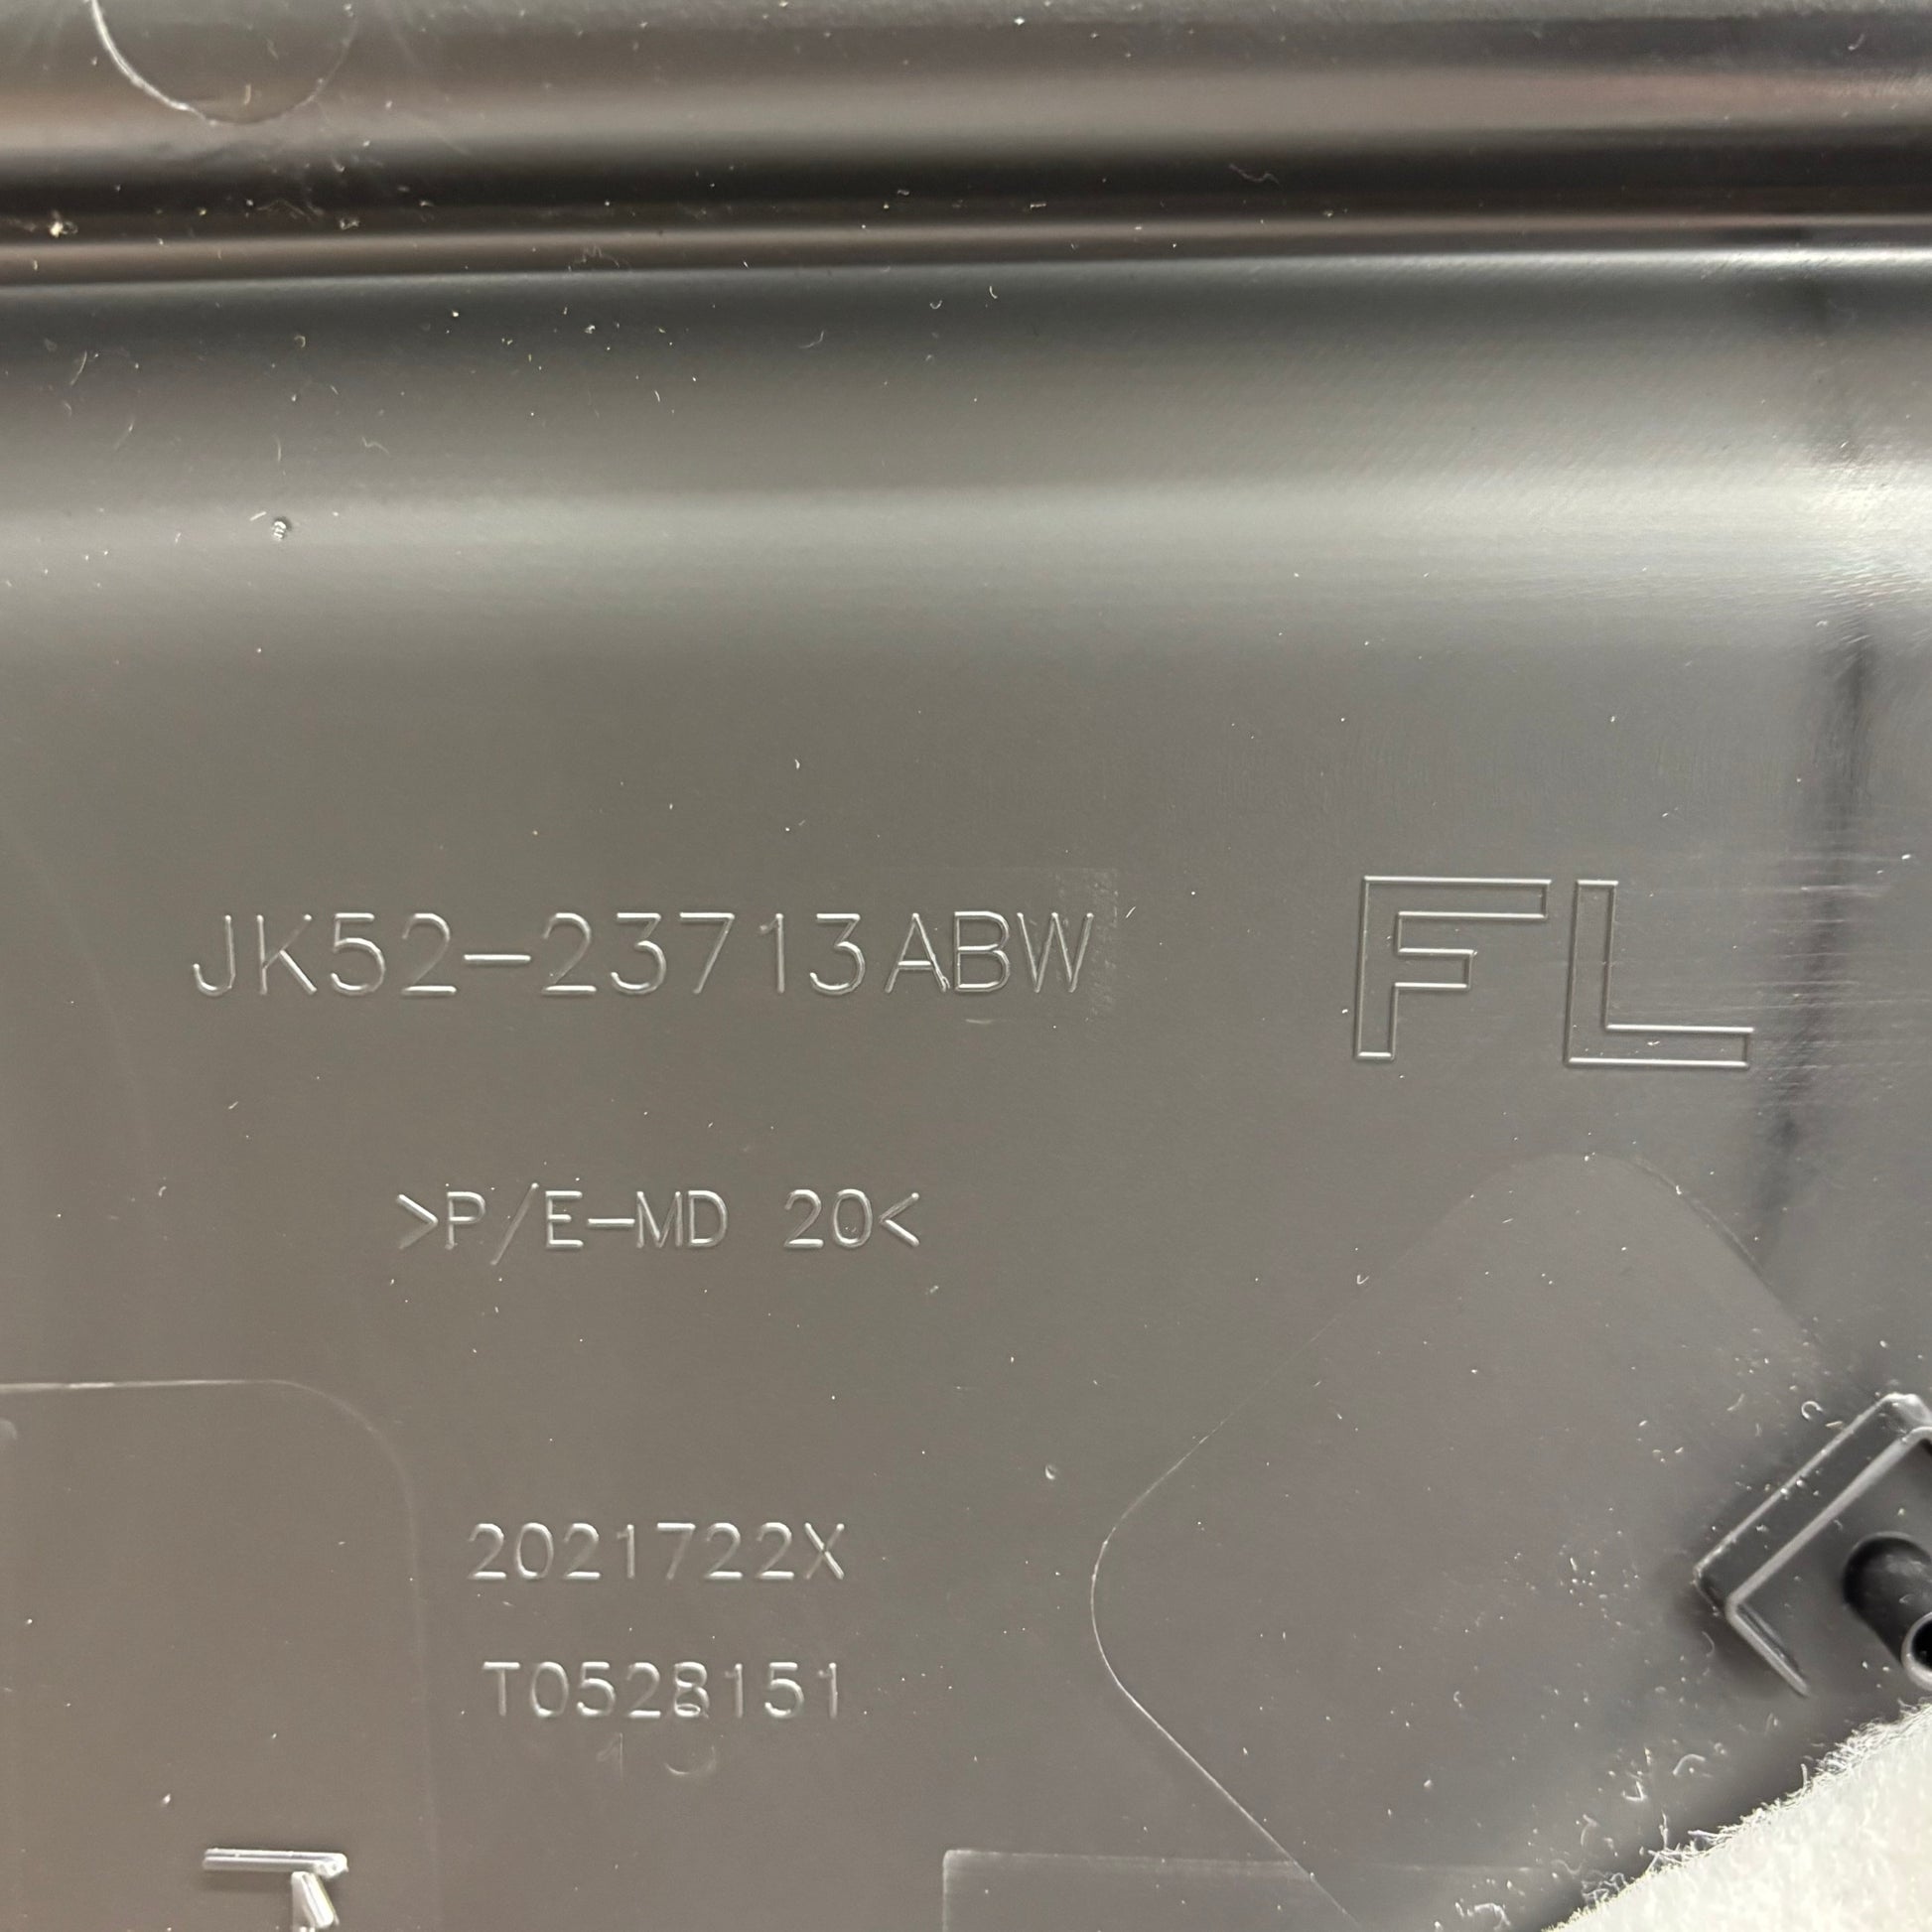 JK52-23713ABW FL
>P/E-MD 20<
2021722X
T0528151